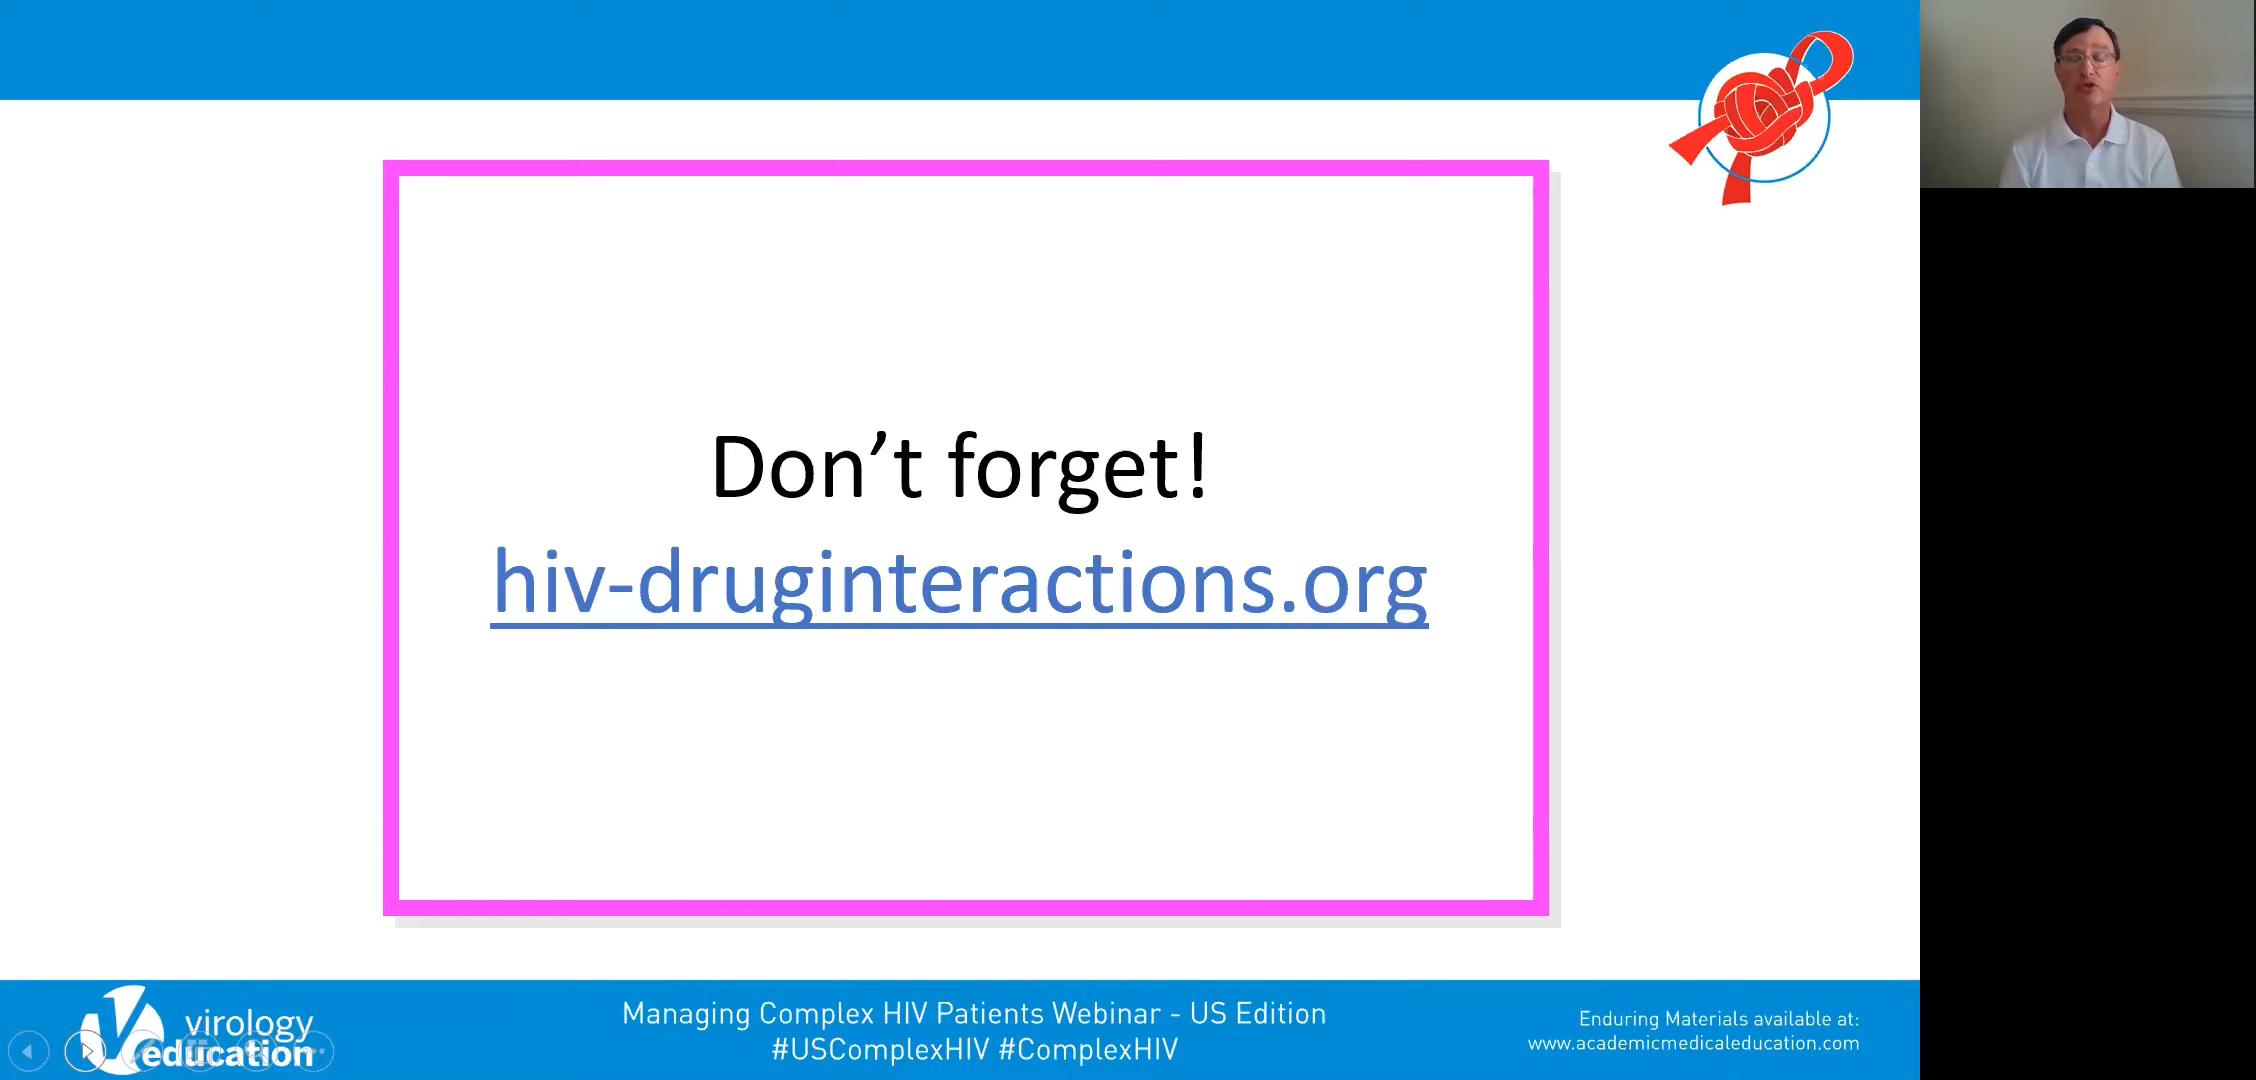 Don’t forget!
hiv-druginteractions.org
virology
education
Managing Complex HIV Patients Webinar - US Edition
#USComplexHIV #ComplexHIV
Enduring Materials available at:
www.academicmedicaleducation.com